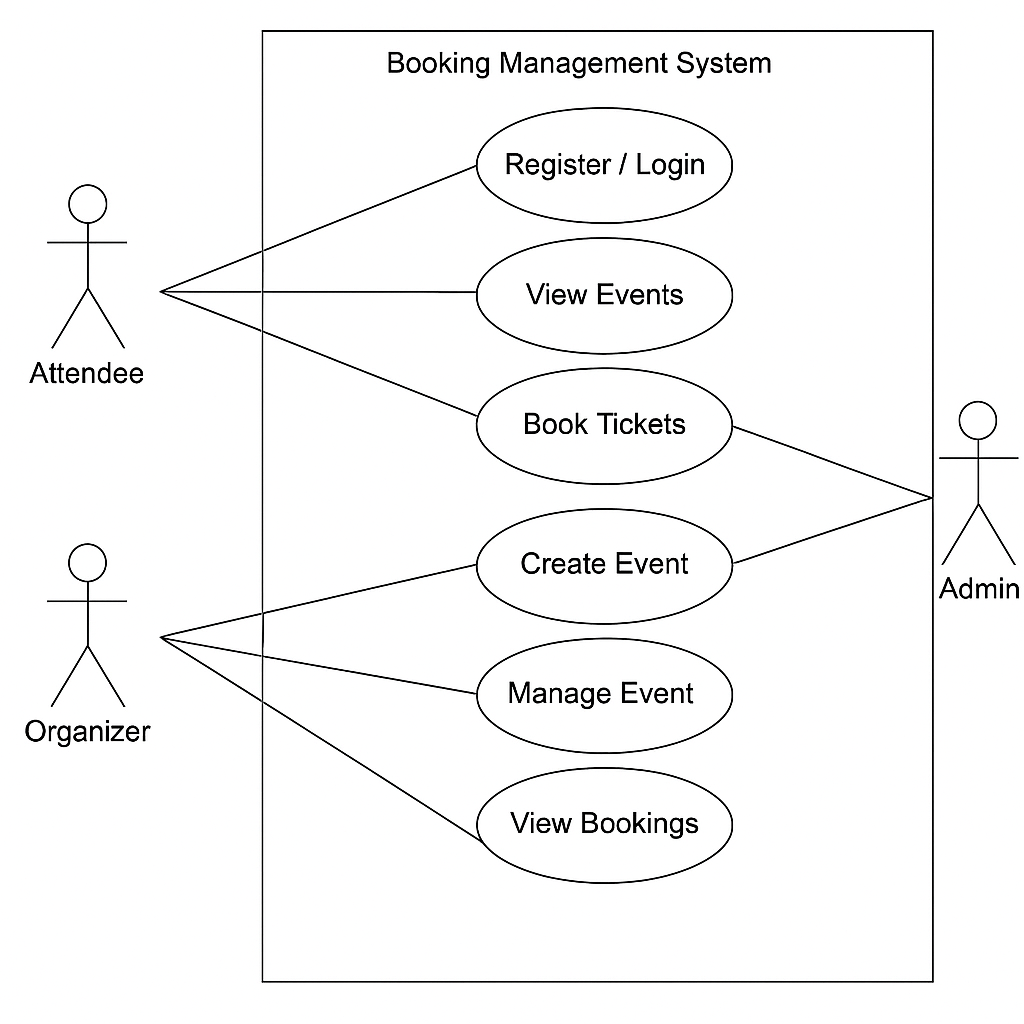 Booking Management System
Register / Login
View Events
Attendee
Book Tickets
Create Event
Admin
Manage Event
Organizer
View Bookings